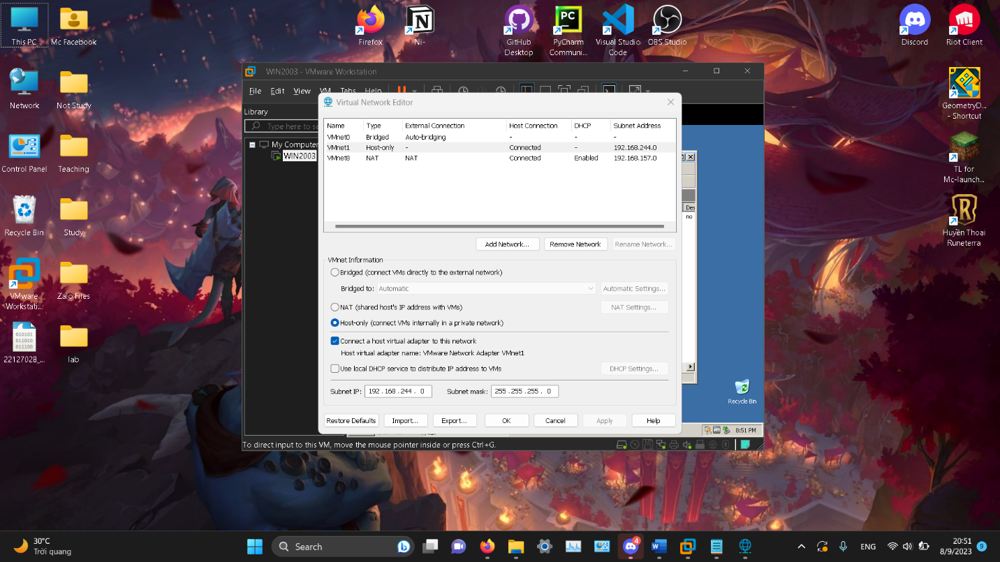 This PC
Mc Facebook
Firefox
Ni-
GitHub
Desktop
PyCharm
Communi...
Visual Studio
Code
OBS Studio
Discord
Riot Client
Network
Not Study
GeometryD...
- Shortcut
Control Panel
Teaching
TL for
Mc-launch...
Recycle Bin
Study
Huyền Thoại
Runeterra
VMware
Workstati...
Zalo Files
22127028_...
lab
WIN2003 - VMware Workstation
File Edit View VM Tabs Help
Library
Type here to se
My Computer
WIN2003
Virtual Network Editor
Name Type External Connection Host Connection DHCP Subnet Address
VMnet0 Bridged Auto-bridging - - -
VMnet1 Host-only - Connected - 192.168.244.0
VMnet8 NAT NAT Connected Enabled 192.168.157.0
Des
no
Add Network... Remove Network Rename Network...
VMnet Information
Bridged (connect VMs directly to the external network)
Bridged to: Automatic Automatic Settings...
NAT (shared host's IP address with VMs) NAT Settings...
Host-only (connect VMs internally in a private network)
Connect a host virtual adapter to this network
Host virtual adapter name: VMware Network Adapter VMnet1
Use local DHCP service to distribute IP address to VMs DHCP Settings...
Subnet IP: 192 . 168 . 244 . 0 Subnet mask: 255 . 255 . 255 . 0
Restore Defaults Import... Export... OK Cancel Apply Help
Recycle Bin
8:51 PM
To direct input to this VM, move the mouse pointer inside or press Ctrl+G.
30°C
Trời quang
Search
4
ENG
20:51
8/9/2023
9